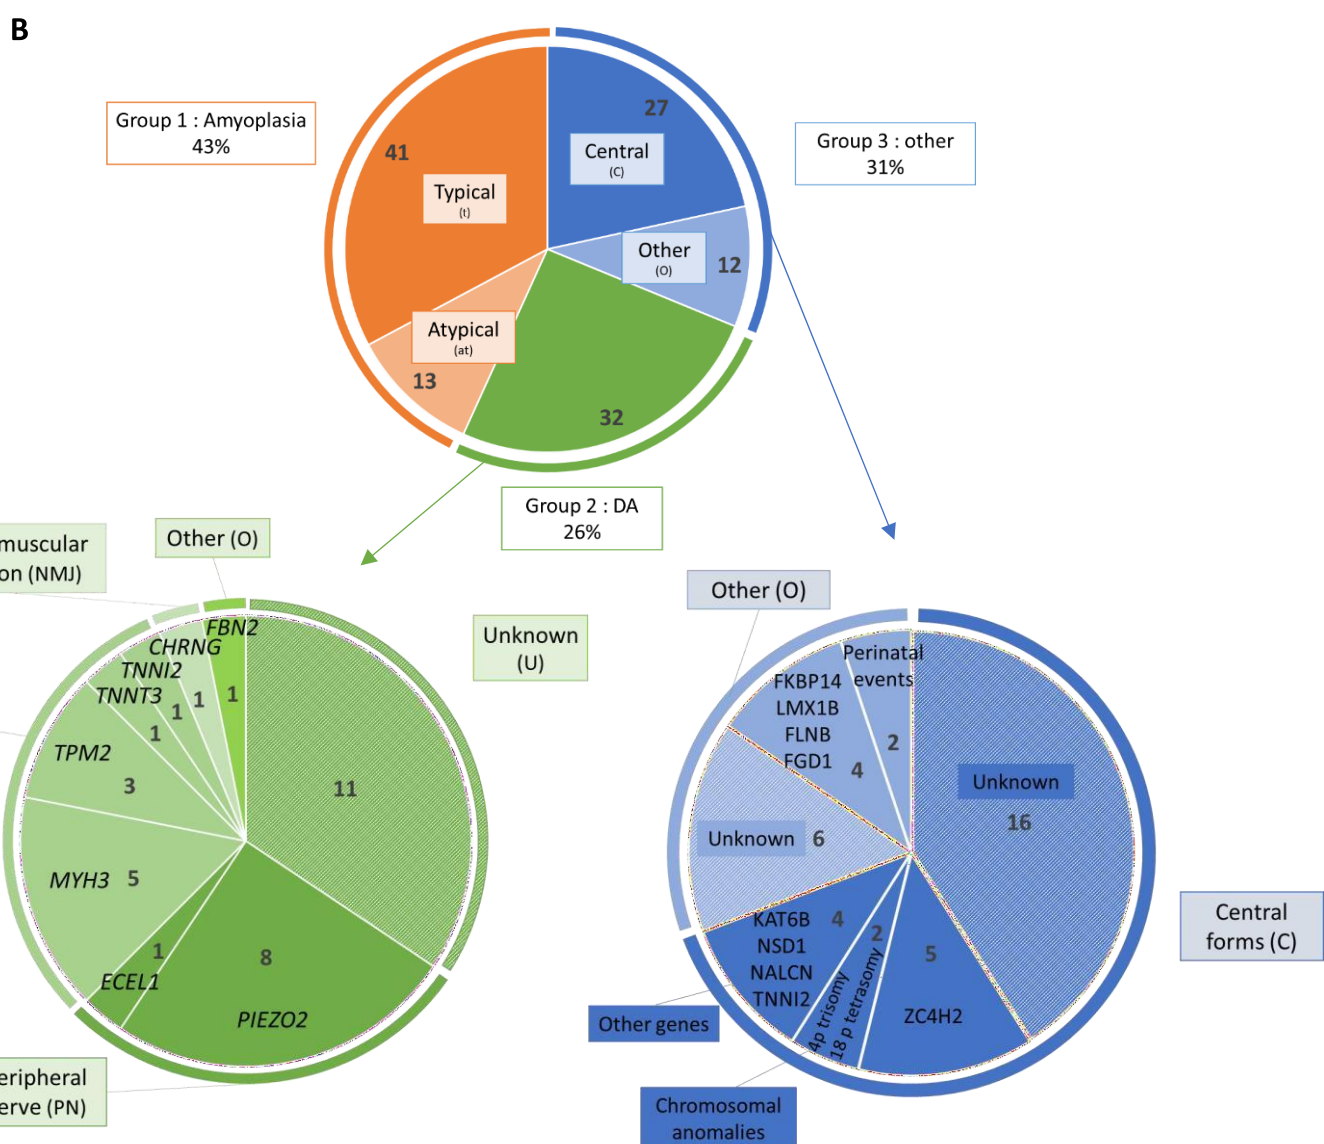 B
Group 1 : Amyoplasia
43%
41
Typical
(t)
27
Central
(C)
Group 3 : other
31%
Other
(O)
12
Atypical
(at)
13
32
Group 2 : DA
26%
muscular
on (NMJ)
Other (O)
Unknown
(U)
FBN2
CHRNG
TNNI2
TNNT3
1
1
1
1
TPM2
3
11
MYH3 5
1
ECEL1
8
PIEZO2
eripheral
erve (PN)
Other (O)
Perinatal
events
2
FKBP14
LMX1B
FLNB
FGD1
4
Unknown
16
Unknown 6
Central
forms (C)
KAT6B
NSD1
NALCN
TNNI2
4
2
4p trisomy
18 p tetrasomy
5
ZC4H2
Other genes
Chromosomal
anomalies